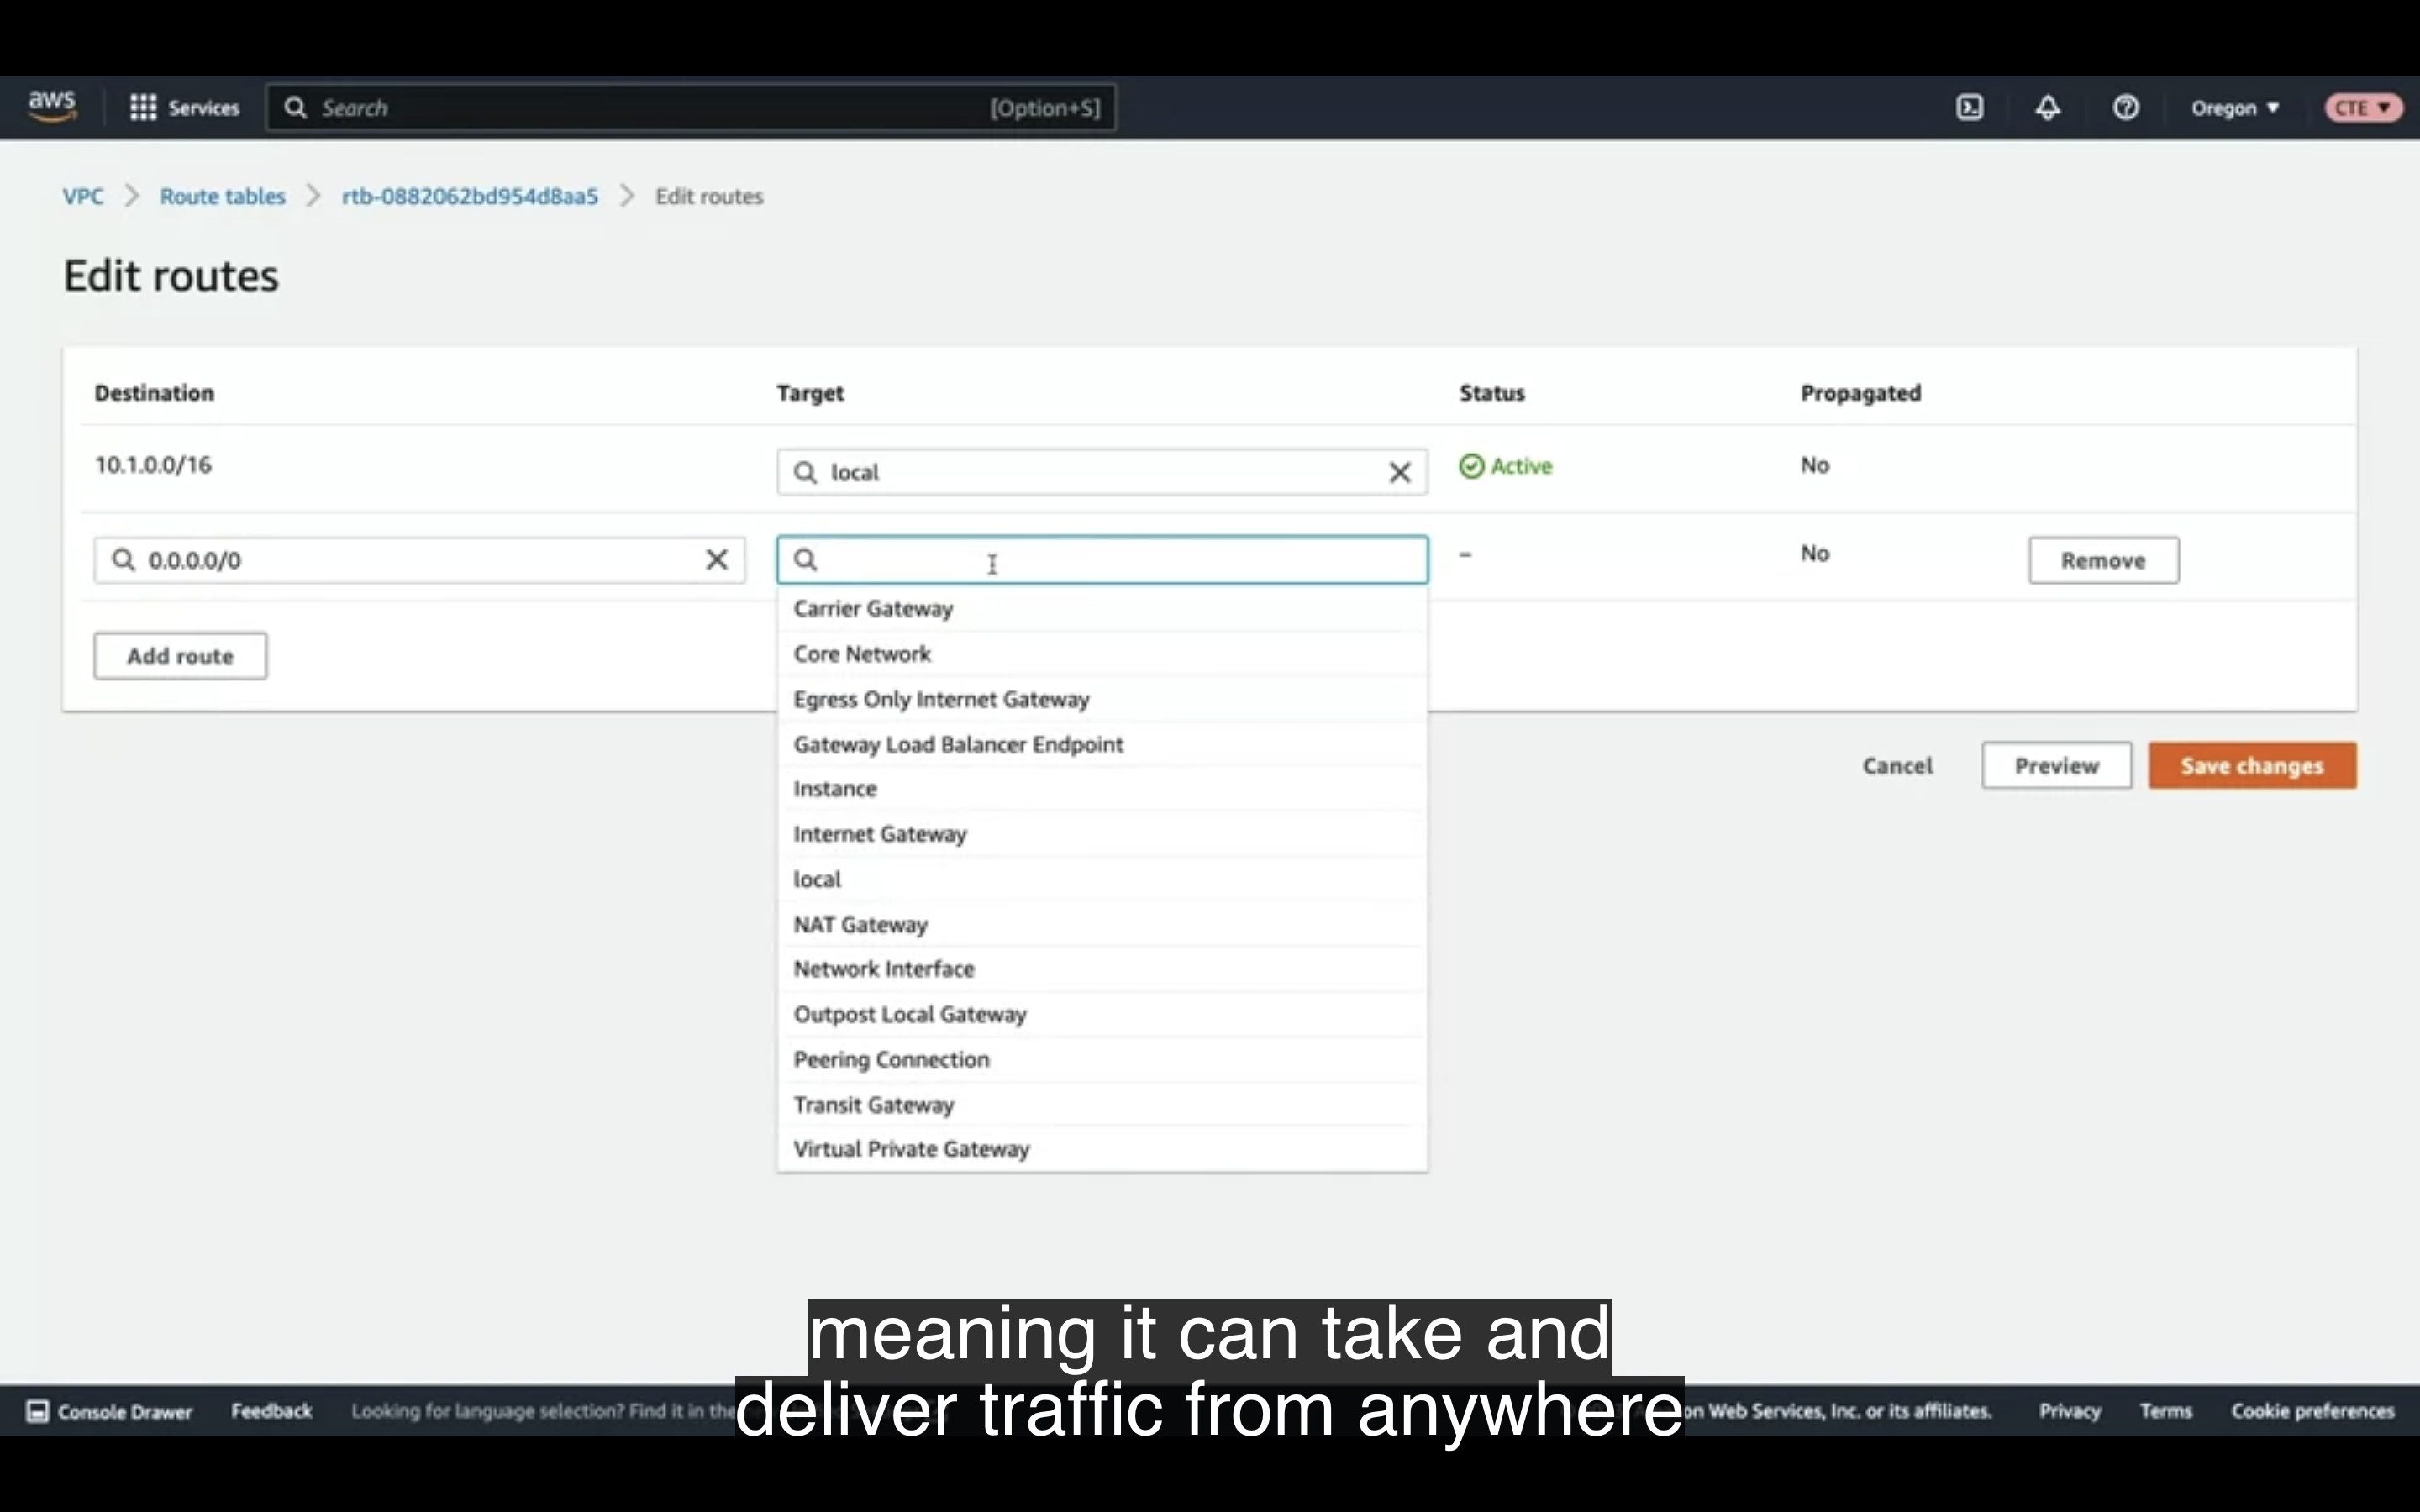 aws
Services
Search
[Option+S]
Oregon
CTE
VPC
Route tables
rtb-0882062bd954d8aa5
Edit routes
Edit routes
Destination
Target
Status
Propagated
10.1.0.0/16
local
Active
No
0.0.0.0/0
–
No
Remove
Carrier Gateway
Core Network
Egress Only Internet Gateway
Gateway Load Balancer Endpoint
Instance
Internet Gateway
local
NAT Gateway
Network Interface
Outpost Local Gateway
Peering Connection
Transit Gateway
Virtual Private Gateway
Add route
Cancel
Preview
Save changes
meaning it can take and
deliver traffic from anywhere
Console Drawer
Feedback
Looking for language selection? Find it in the
Web Services, Inc. or its affiliates.
Privacy
Terms
Cookie preferences